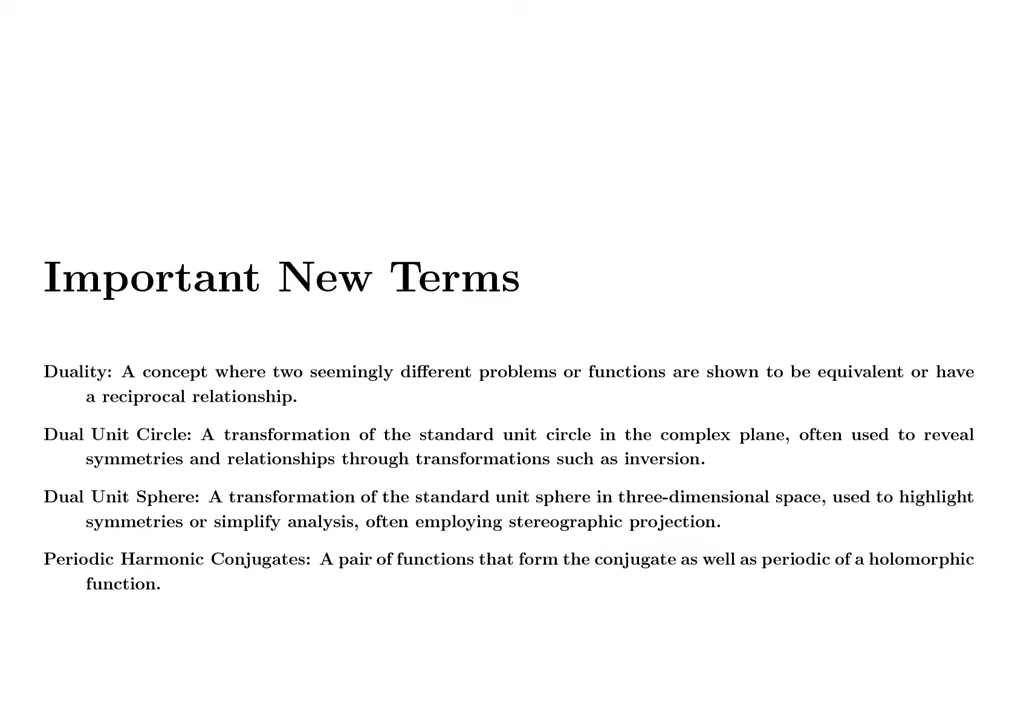 Important New Terms
Duality: A concept where two seemingly different problems or functions are shown to be equivalent or have
a reciprocal relationship.
Dual Unit Circle: A transformation of the standard unit circle in the complex plane, often used to reveal
symmetries and relationships through transformations such as inversion.
Dual Unit Sphere: A transformation of the standard unit sphere in three-dimensional space, used to highlight
symmetries or simplify analysis, often employing stereographic projection.
Periodic Harmonic Conjugates: A pair of functions that form the conjugate as well as periodic of a holomorphic
function.